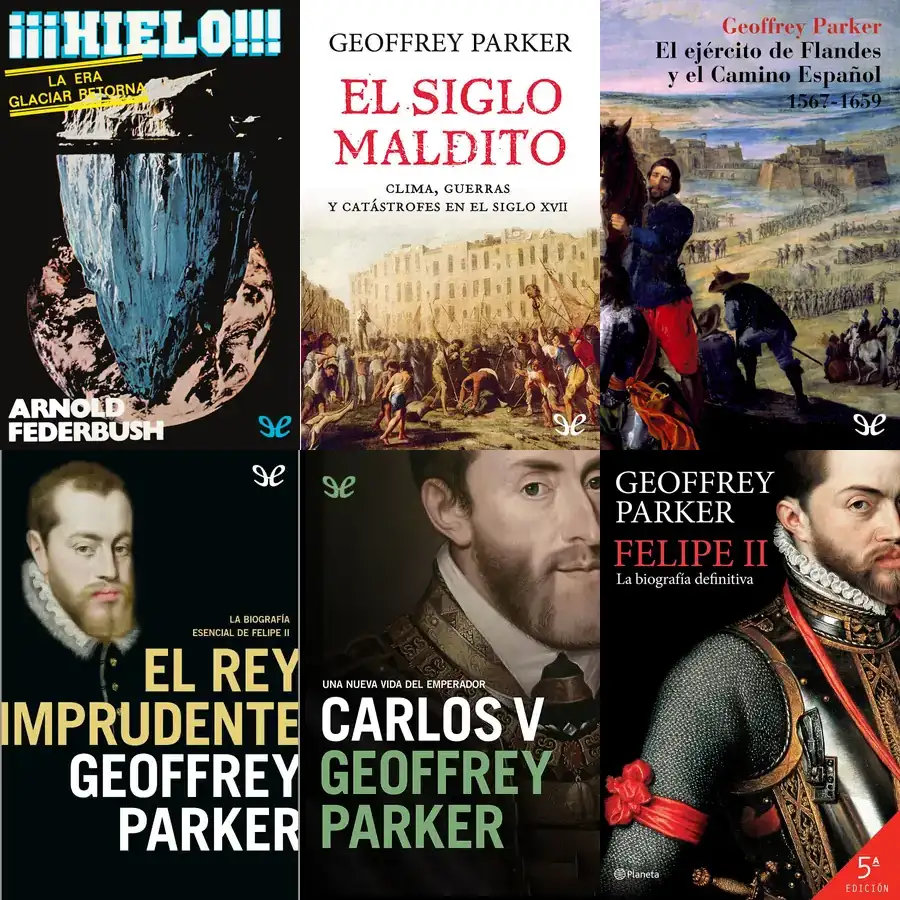 ¡¡¡HIELO!!!
LA ERA
GLACIAR RETORNA
ARNOLD
FEDERBUSH
GEOFFREY PARKER
EL SIGLO
MALDITO
CLIMA, GUERRAS
Y CATÁSTROFES EN EL SIGLO XVII
Geoffrey Parker
El ejército de Flandes
y el Camino Español
1567-1659
LA BIOGRAFÍA
ESENCIAL DE FELIPE II
EL REY
IMPRUDENTE
GEOFFREY
PARKER
UNA NUEVA VIDA DEL EMPERADOR
CARLOS V
GEOFFREY
PARKER
GEOFFREY
PARKER
FELIPE II
La biografía definitiva
Planeta
5ª
EDICIÓN